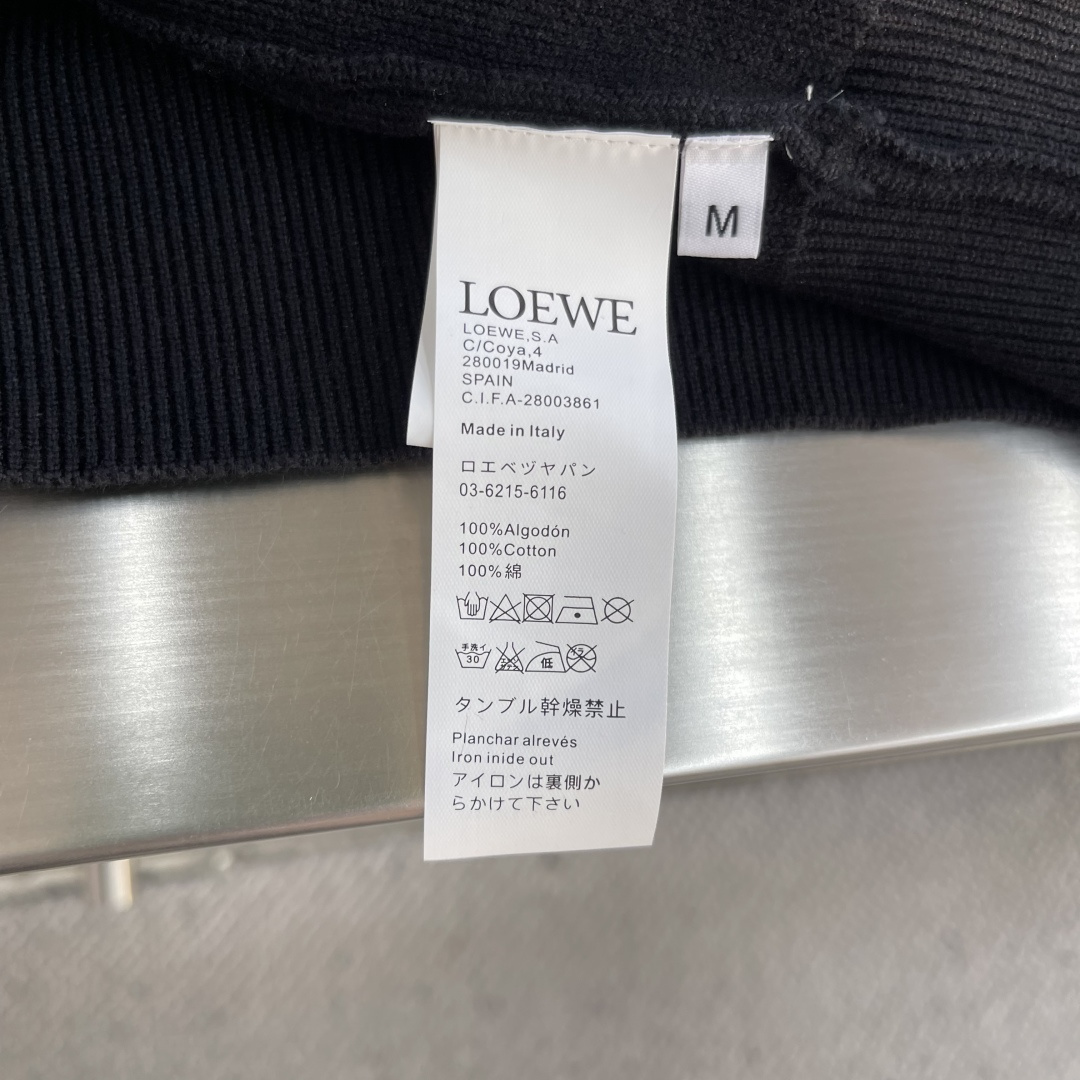 LOEWE
LOEWE,S.A
C/Coya,4
280019Madrid
SPAIN
C.I.F.A-28003861
Made in Italy
ロエベヅヤパン
03-6215-6116
100%Algodón
100%Cotton
100%綿
手洗イ
30
低
タンブル幹燥禁止
Planchar alrevés
Iron inide out
アイロンは裏側か
らかけて下さい
M